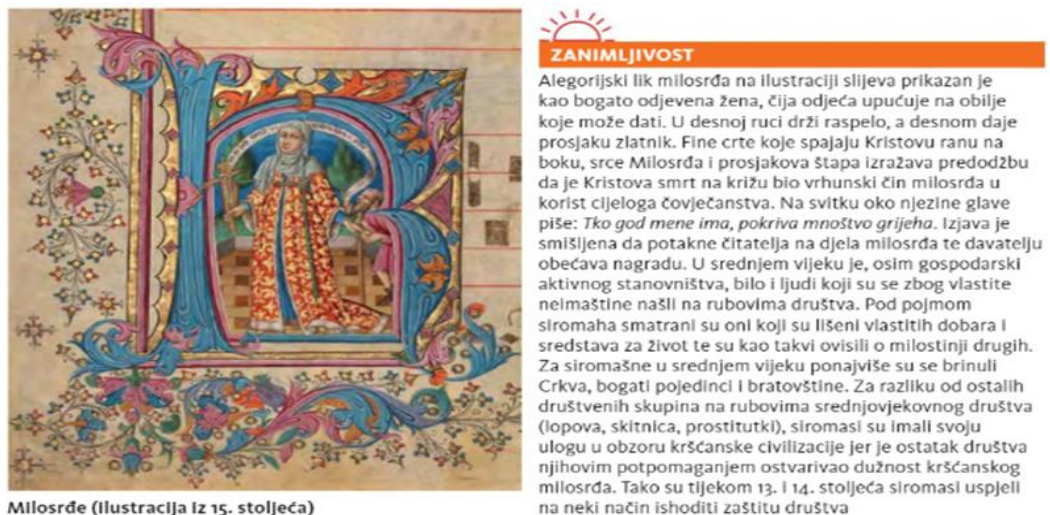 ZANIMLJIVOST
Alegorijski lik milosrđa na ilustraciji slijeva prikazan je
kao bogato odjevena žena, čija odjeća upućuje na obilje
koje može dati. U desnoj ruci drži raspelo, a desnom daje
prosjaku zlatnik. Fine crte koje spajaju Kristovu ranu na
boku, srce Milosrđa i prosjakova štapa izražava predodžbu
da je Kristova smrt na križu bio vrhunski čin milosrđa u
korist cijeloga čovječanstva. Na svitku oko njezine glave
piše: Tko god mene ima, pokriva mnoštvo grijeha. Izjava je
smišljena da potakne čitatelja na djela milosrđa te davatelju
obećava nagradu. U srednjem vijeku je, osim gospodarski
aktivnog stanovništva, bilo i ljudi koji su se zbog vlastite
neimaštine našli na rubovima društva. Pod pojmom
siromaha smatrani su oni koji su lišeni vlastitih dobara i
sredstava za život te su kao takvi ovisili o milostinji drugih.
Za siromašne u srednjem vijeku ponajviše su se brinuli
Crkva, bogati pojedinci i bratovštine. Za razliku od ostalih
društvenih skupina na rubovima srednjovjekovnog društva
(lopova, skitnica, prostitutki), siromasi su imali svoju
ulogu u obzoru kršćanske civilizacije jer je ostatak društva
njihovim potpomaganjem ostvarivao dužnost kršćanskog
milosrđa. Tako su tijekom 13. i 14. stoljeća siromasi uspjeli
na neki način ishoditi zaštitu društva
Milosrđe (ilustracija iz 15. stoljeća)